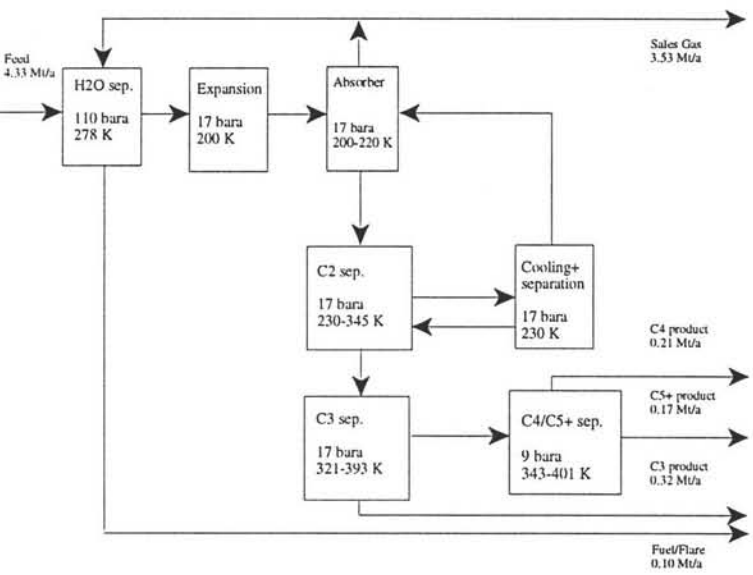 Feed
4.33 Mt/a
H2O sep.
110 bara
278 K
Expansion
17 bara
200 K
Absorber
17 bara
200-220 K
Sales Gas
3.53 Mt/a
C2 sep.
17 bara
230-345 K
Cooling+
separation
17 bara
230 K
C4 product
0.21 Mt/a
C3 sep.
17 bara
321-393 K
C4/C5+ sep.
9 bara
343-401 K
C5+ product
0.17 Mt/a
C3 product
0.32 Mt/a
Fuel/Flare
0.10 Mt/a